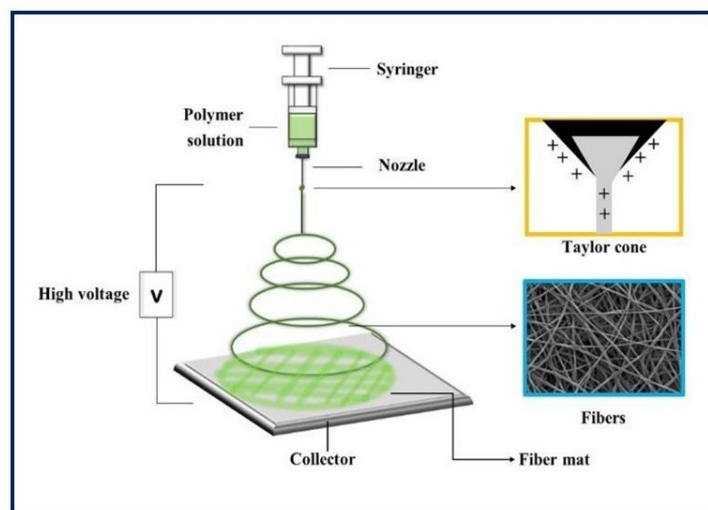 Syringer
Polymer
solution
Nozzle
Taylor cone
High voltage
V
Fibers
Collector
Fiber mat
+
+
+
+
+
+
+
+